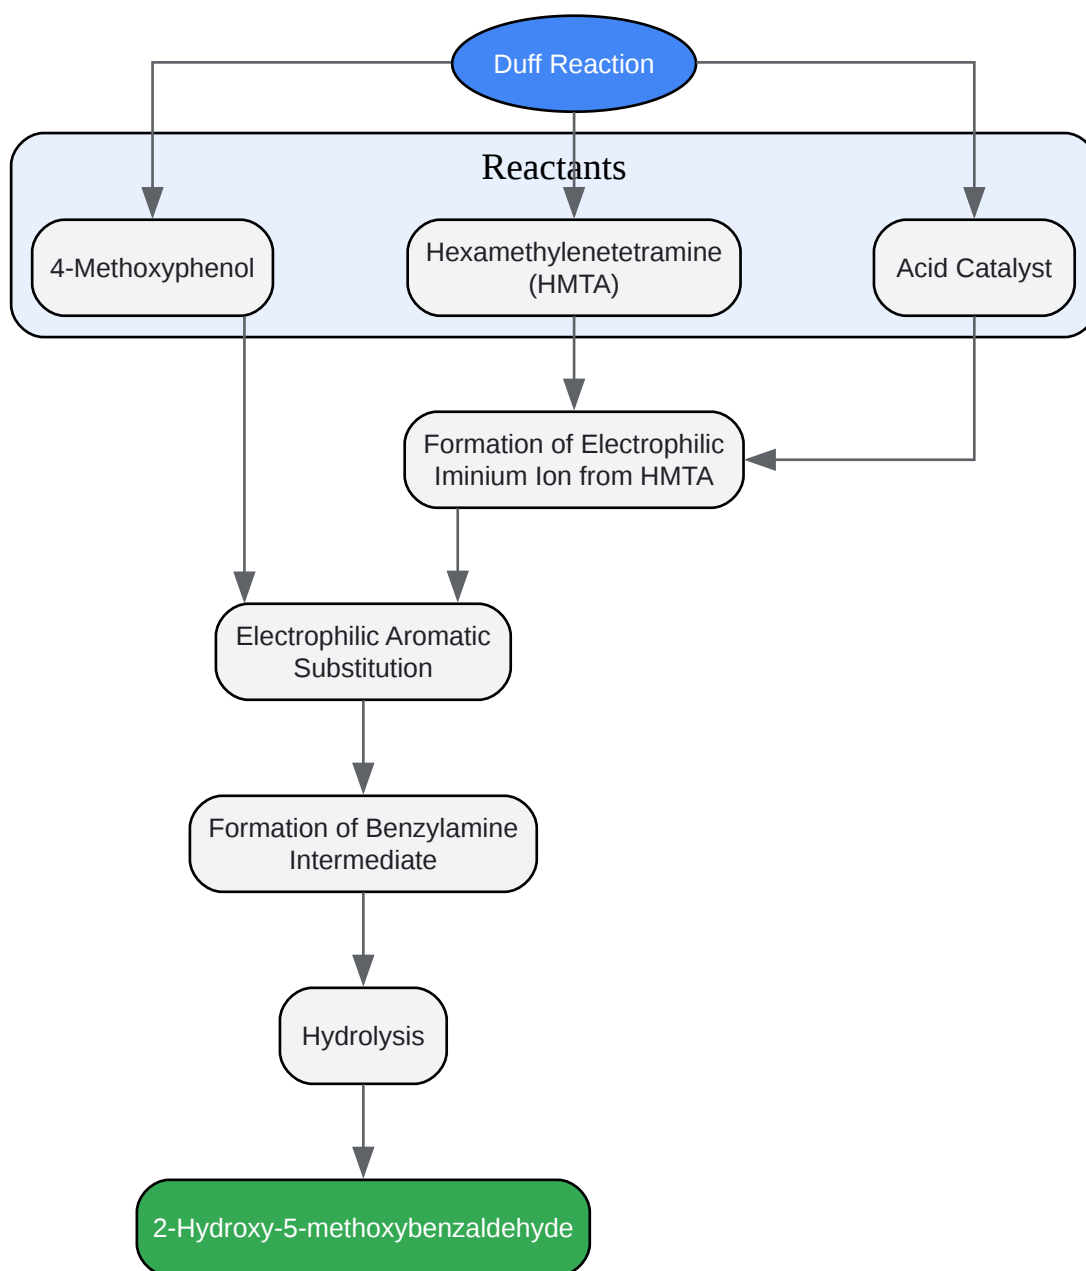 Duff Reaction
Reactants
4-Methoxyphenol
Hexamethylenetetramine
(HMTA)
Acid Catalyst
Formation of Electrophilic
Iminium Ion from HMTA
Electrophilic Aromatic
Substitution
Formation of Benzylamine
Intermediate
Hydrolysis
2-Hydroxy-5-methoxybenzaldehyde